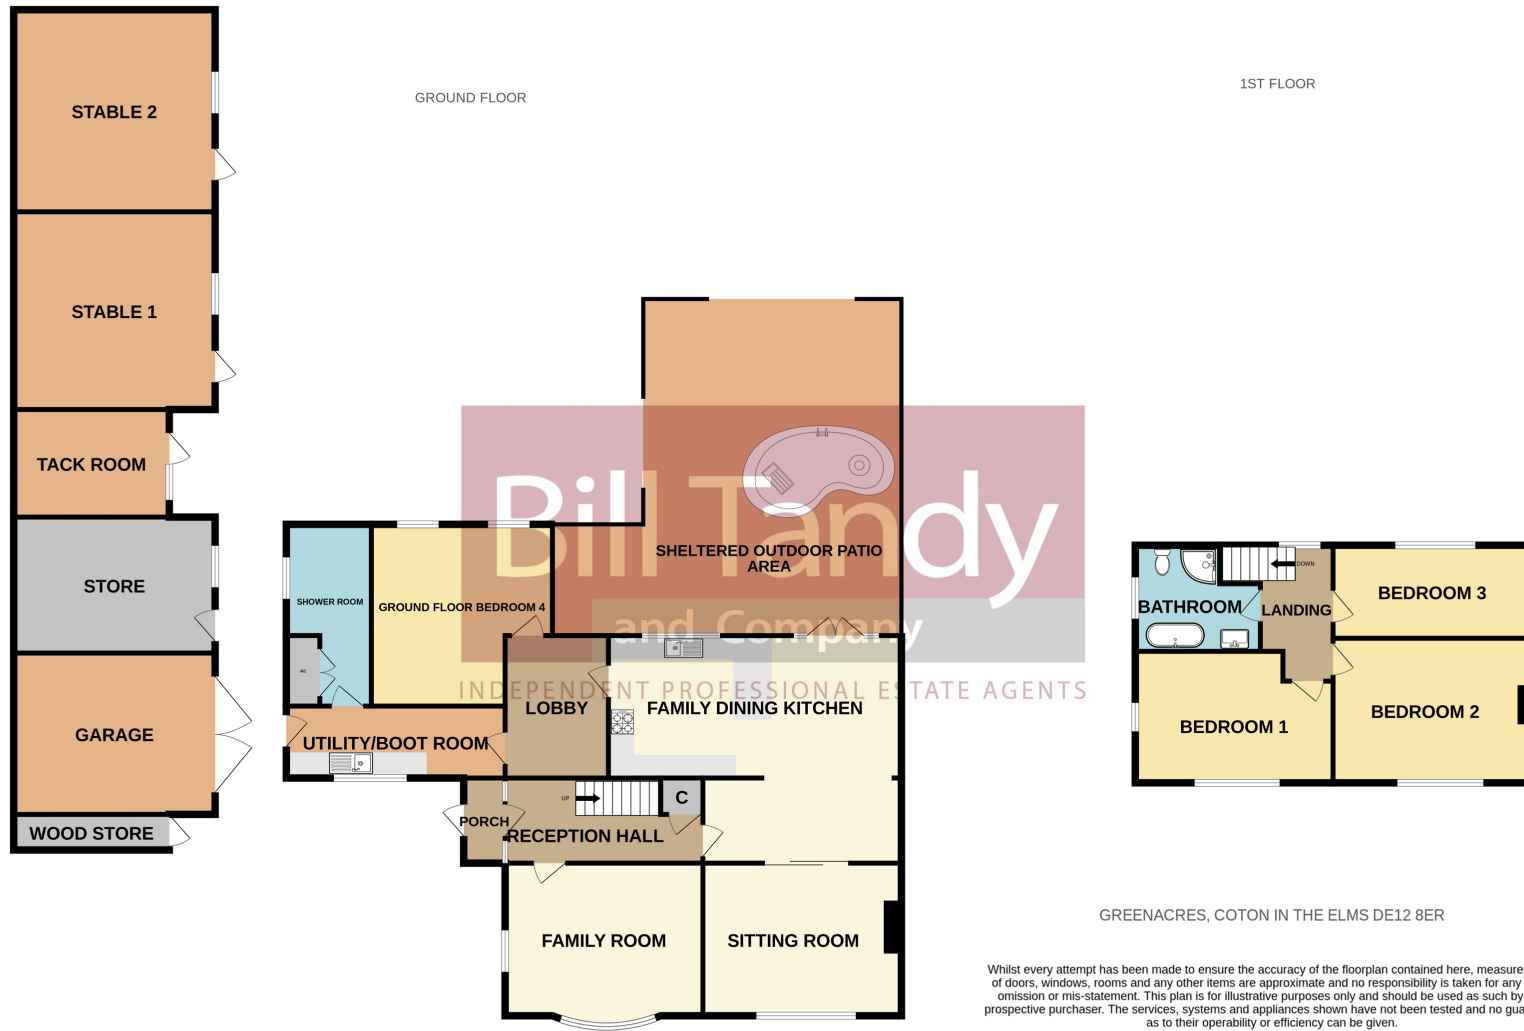 GROUND FLOOR
1ST FLOOR
STABLE 2
STABLE 1
TACK ROOM
STORE
GARAGE
WOOD STORE
Bill Tandy
and Company
INDEPENDENT PROFESSIONAL ESTATE AGENTS
SHELTERED OUTDOOR PATIO
AREA
SHOWER ROOM
GROUND FLOOR BEDROOM 4
A/C
LOBBY
FAMILY DINING KITCHEN
UTILITY/BOOT ROOM
UP
C
PORCH
RECEPTION HALL
FAMILY ROOM
SITTING ROOM
DOWN
BATHROOM
LANDING
BEDROOM 3
BEDROOM 1
BEDROOM 2
GREENACRES, COTON IN THE ELMS DE12 8ER
Whilst every attempt has been made to ensure the accuracy of the floorplan contained here, measure
of doors, windows, rooms and any other items are approximate and no responsibility is taken for any
omission or mis-statement. This plan is for illustrative purposes only and should be used as such by
prospective purchaser. The services, systems and appliances shown have not been tested and no gua
as to their operability or efficiency can be given.